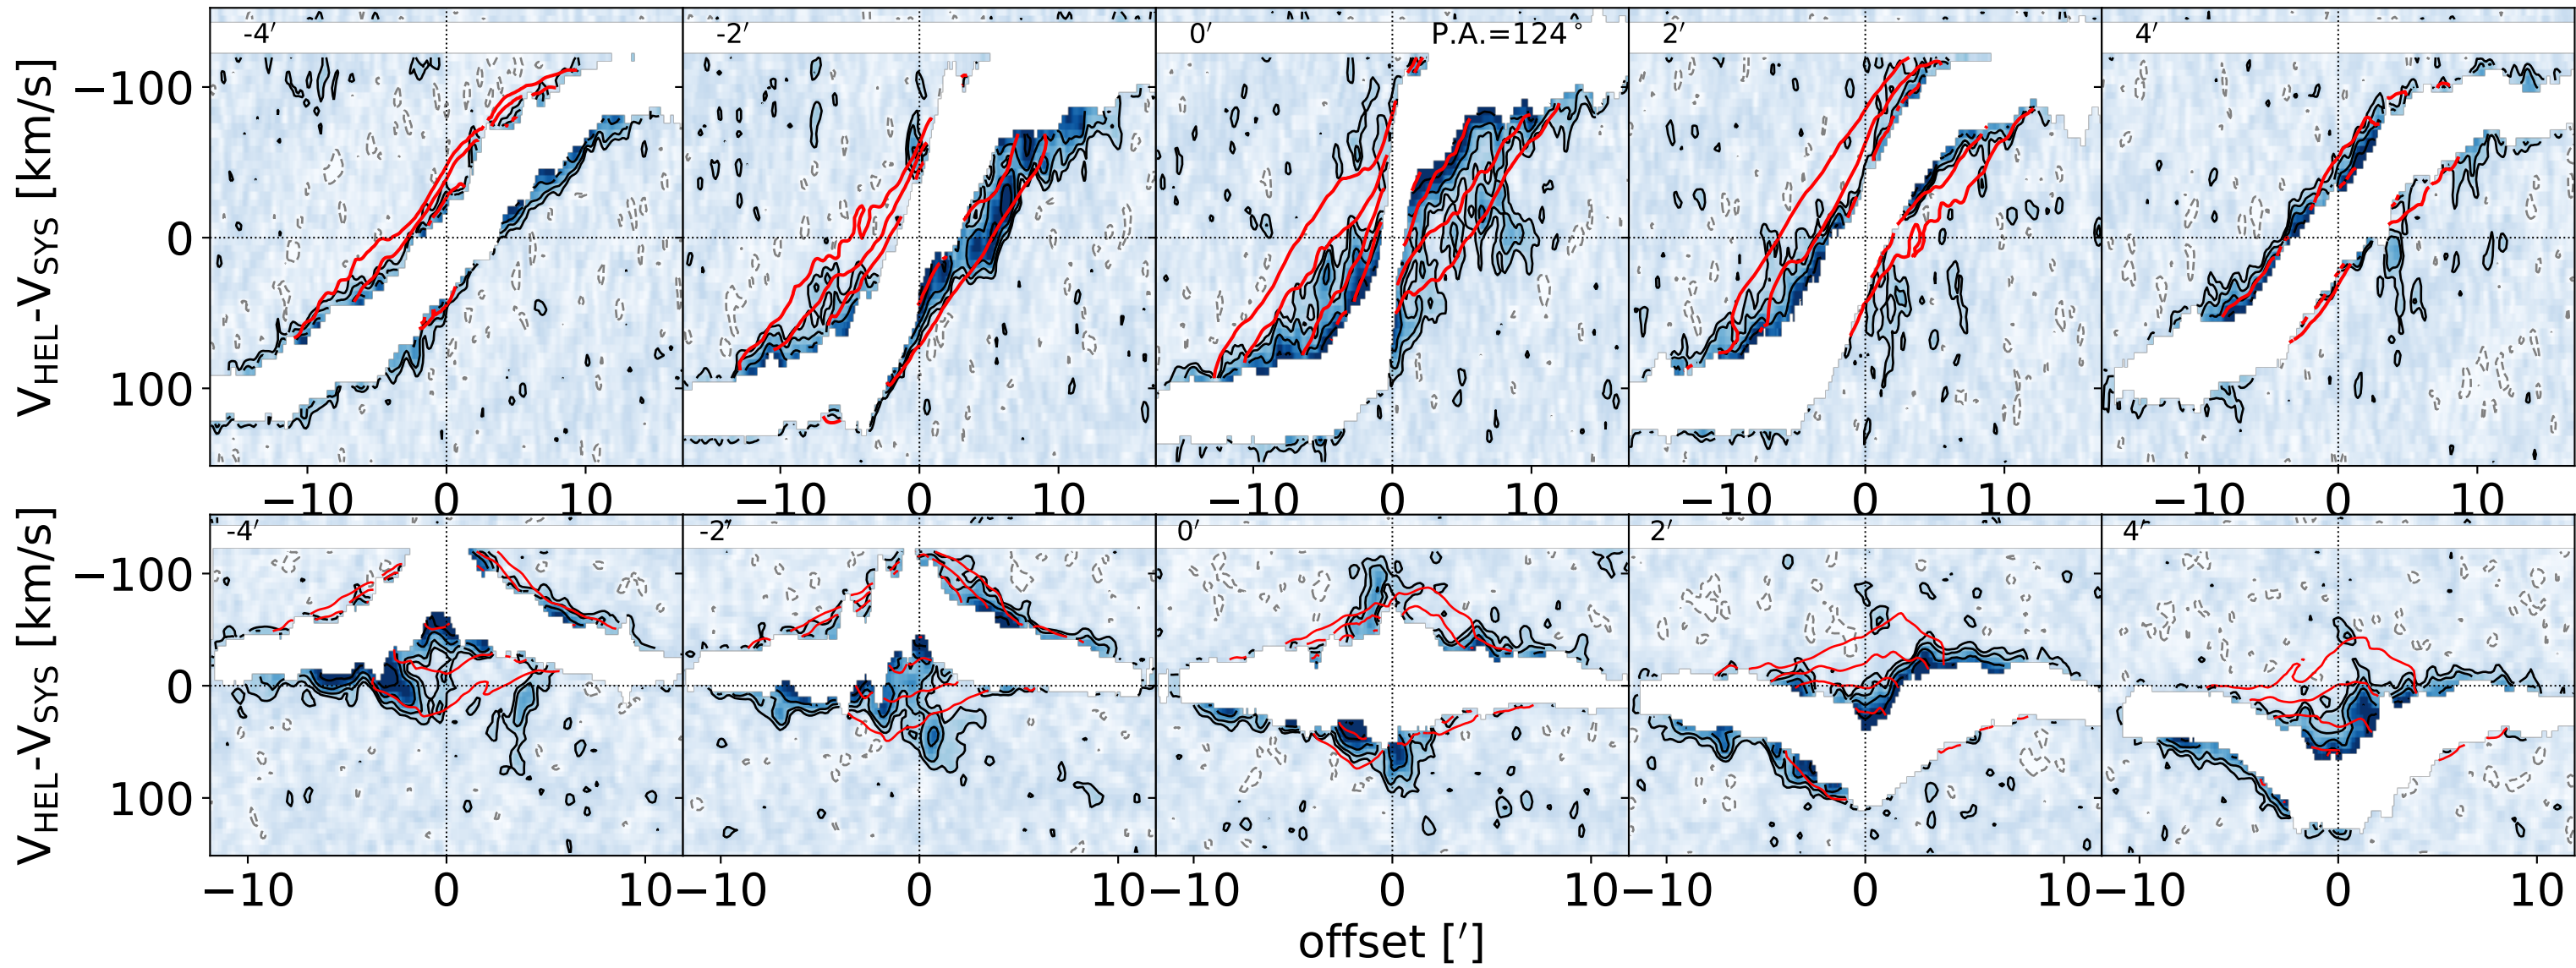 -4′ -2′ 0′ P.A.=124° 2′ 4′
V_HEL-V_SYS [km/s]
−100
0
100
−10 0 10 −10 0 10 −10 0 10 −10 0 10 −10 0 10
-4′ -2′ 0′ 2′ 4′
V_HEL-V_SYS [km/s]
−100
0
100
−10 0 10 −10 0 10 −10 0 10 −10 0 10 −10 0 10
offset [′]